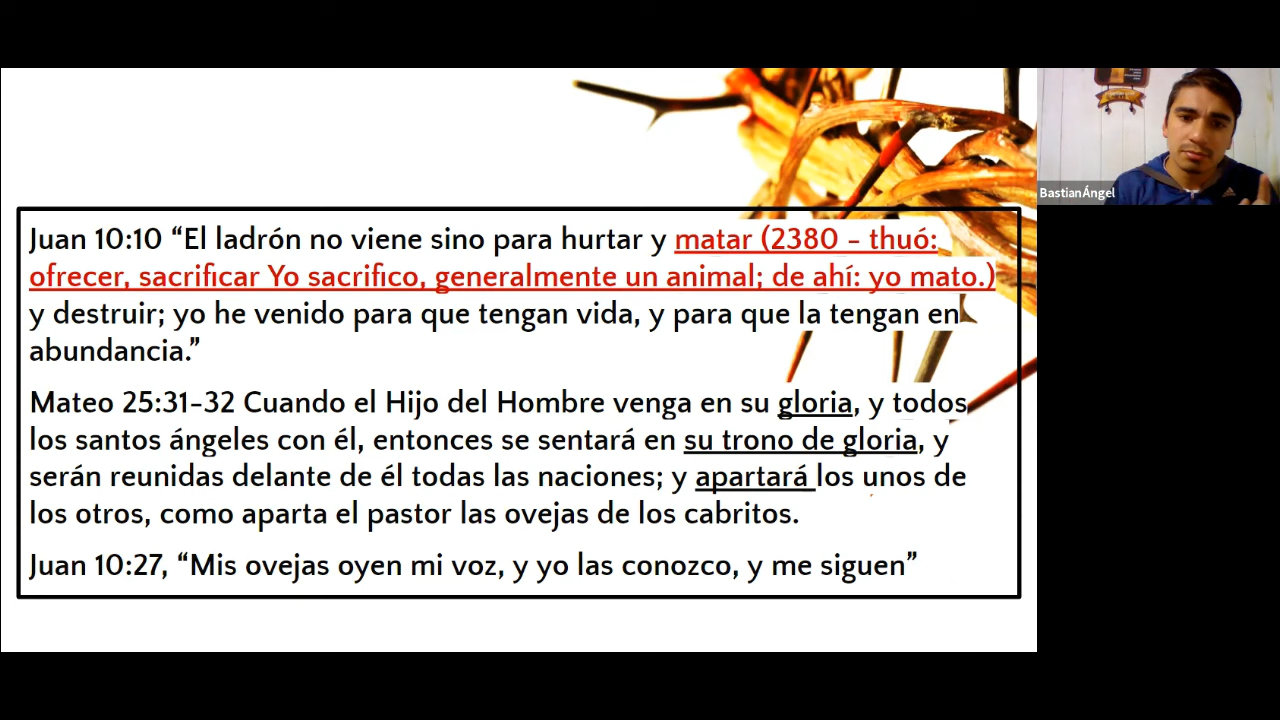 Juan 10:10 “El ladrón no viene sino para hurtar y matar (2380 – thuó:
ofrecer, sacrificar Yo sacrifico, generalmente un animal; de ahí: yo mato.)
y destruir; yo he venido para que tengan vida, y para que la tengan en
abundancia.”
Mateo 25:31-32 Cuando el Hijo del Hombre venga en su gloria, y todos
los santos ángeles con él, entonces se sentará en su trono de gloria, y
serán reunidas delante de él todas las naciones; y apartará los unos de
los otros, como aparta el pastor las ovejas de los cabritos.
Juan 10:27, “Mis ovejas oyen mi voz, y yo las conozco, y me siguen”
BastianÁngel